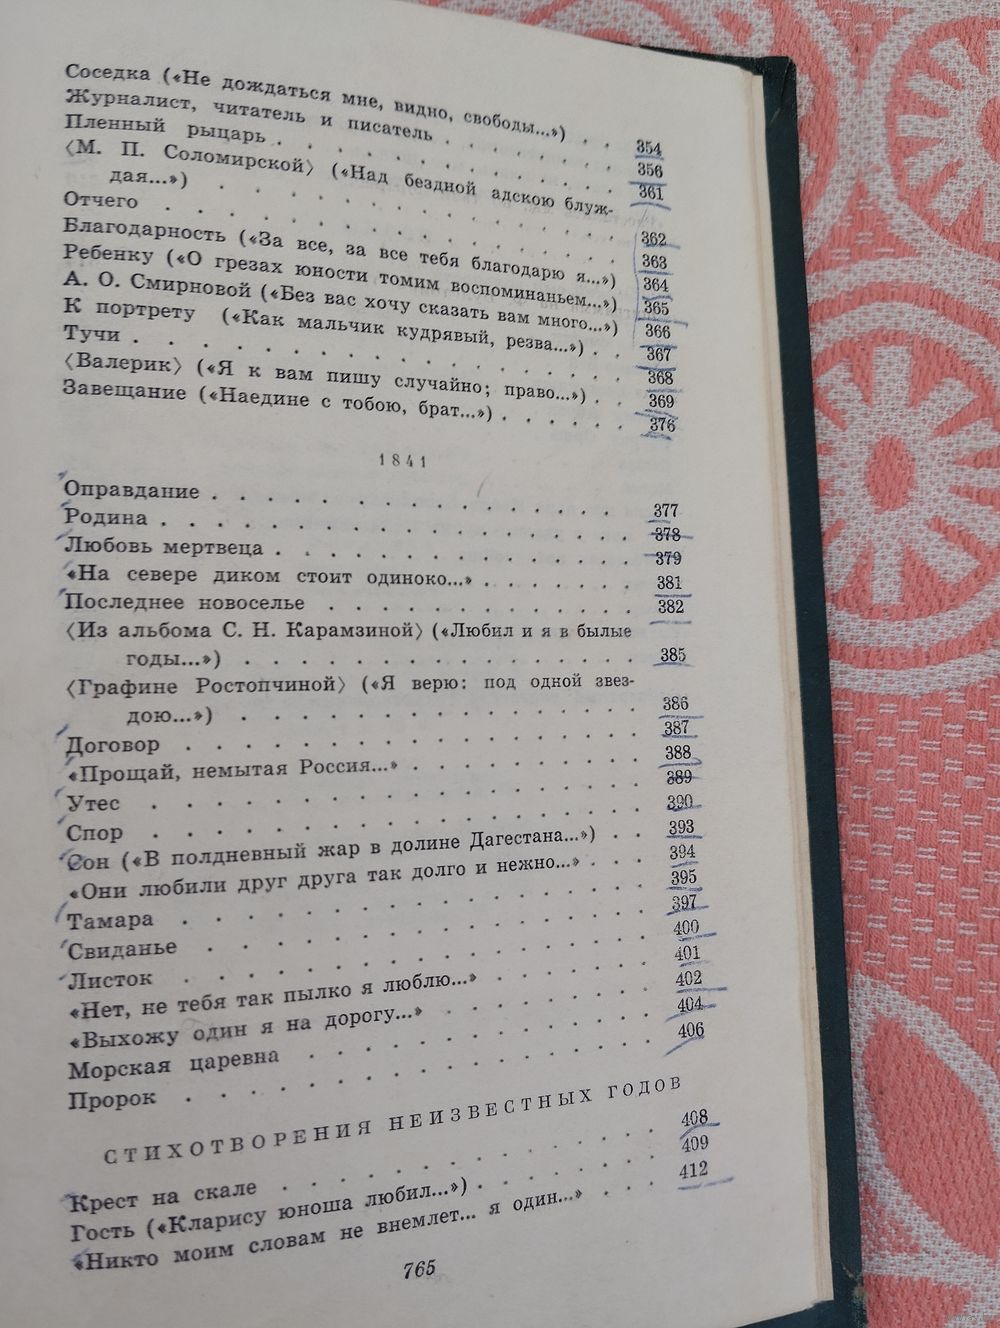 Соседка («Не дождаться мне, видно, свободы...») . . 354
Журналист, читатель и писатель . . . . . . . 356
Пленный рыцарь . . . . . . . . . . . . 361
〈М. П. Соломирской〉 («Над бездной адскою блуж-
дая...») . . . . . . . . . . . . 362
Отчего . . . . . . . . . . . . . . 363
Благодарность («За все, за все тебя благодарю я...») 364
Ребенку («О грезах юности томим воспоминаньем...») 365
А. О. Смирновой («Без вас хочу сказать вам много...») 366
К портрету («Как мальчик кудрявый, резва...») . . 367
Тучи . . . . . . . . . . . . . . . 368
〈Валерик〉 («Я к вам пишу случайно; право...») . . 369
Завещание («Наедине с тобою, брат...») . . . . . . 376
1841
Оправдание . . . . . . . . . . . . . 377
Родина . . . . . . . . . . . . . . . 378
Любовь мертвеца . . . . . . . . . . . . 379
«На севере диком стоит одиноко...» . . . . . . 381
Последнее новоселье . . . . . . . . . . . 382
〈Из альбома С. Н. Карамзиной〉 («Любил и я в былые
годы...») . . . . . . . . . . . . . 385
〈Графине Ростопчиной〉 («Я верю: под одной звез-
дою...») . . . . . . . . . . . . . 386
Договор . . . . . . . . . . . . . . 387
«Прощай, немытая Россия...» . . . . . . . . 388
Утес . . . . . . . . . . . . . . . 389
Спор . . . . . . . . . . . . . . . 390
Сон («В полдневный жар в долине Дагестана...») . . 393
«Они любили друг друга так долго и нежно...» . . . 394
Тамара . . . . . . . . . . . . . . 395
Свиданье . . . . . . . . . . . . . 397
Листок . . . . . . . . . . . . . . 400
«Нет, не тебя так пылко я люблю...» . . . . . . 401
«Выхожу один я на дорогу...» . . . . . . . 402
Морская царевна . . . . . . . . . . . 404
Пророк . . . . . . . . . . . . . . 406
СТИХОТВОРЕНИЯ НЕИЗВЕСТНЫХ ГОДОВ
Крест на скале . . . . . . . . . . . . 408
Гость («Кларису юноша любил...») . . . . . . 409
«Никто моим словам не внемлет... я один...» . . . 412
765